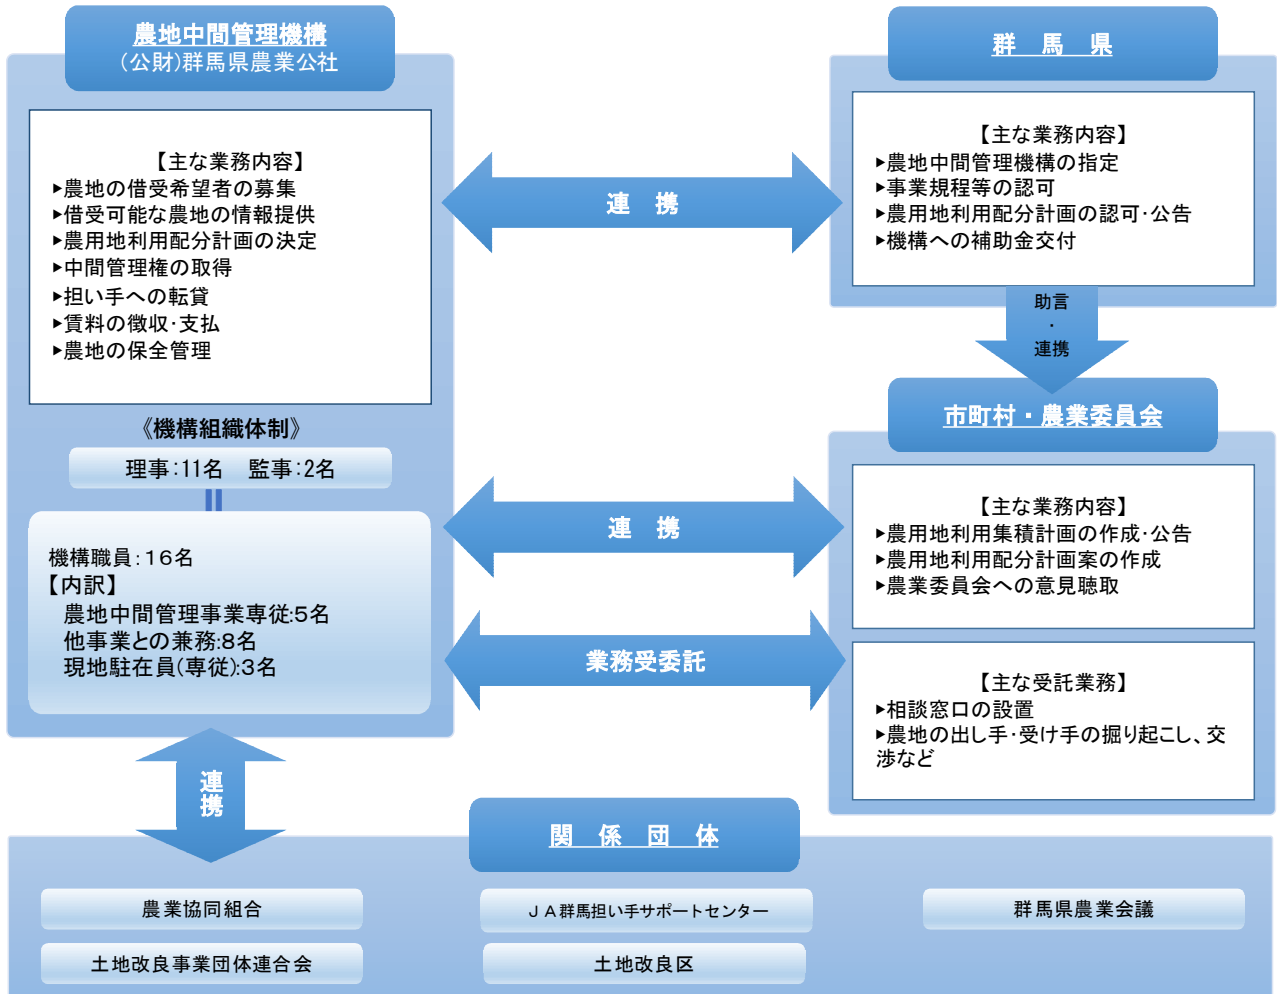 農地中間管理機構
(公財)群馬県農業公社
【主な業務内容】
▶農地の借受希望者の募集
▶借受可能な農地の情報提供
▶農用地利用配分計画の決定
▶中間管理権の取得
▶担い手への転貸
▶賃料の徴収･支払
▶農地の保全管理
《機構組織体制》
理事:11名　監事:2名
機構職員:１６名
【内訳】
農地中間管理事業専従:5名
他事業との兼務:8名
現地駐在員(専従):3名
連　携
連　携
業務受委託
連携
群　馬　県
【主な業務内容】
▶農地中間管理機構の指定
▶事業規程等の認可
▶農用地利用配分計画の認可･公告
▶機構への補助金交付
助言
・
連携
市町村・農業委員会
【主な業務内容】
▶農用地利用集積計画の作成･公告
▶農用地利用配分計画案の作成
▶農業委員会への意見聴取
【主な受託業務】
▶相談窓口の設置
▶農地の出し手･受け手の掘り起こし、交
渉など
関　係　団　体
農業協同組合
ＪＡ群馬担い手サポートセンター
群馬県農業会議
土地改良事業団体連合会
土地改良区